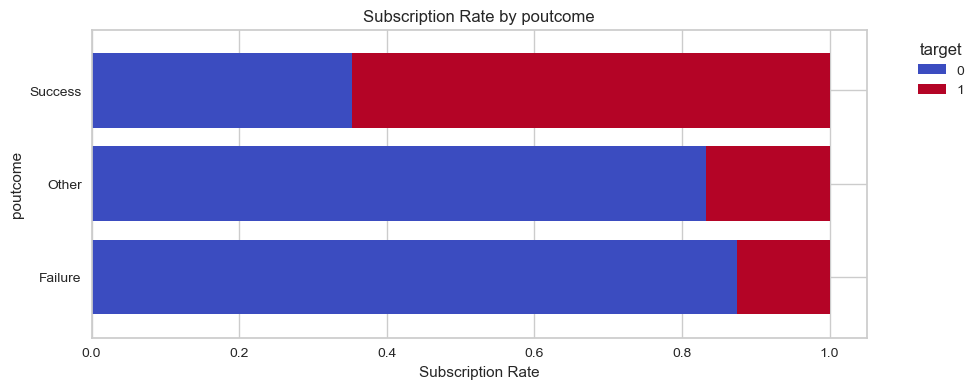 Subscription Rate by poutcome
target
0
1
Success
Other
Failure
poutcome
0.0 0.2 0.4 0.6 0.8 1.0
Subscription Rate